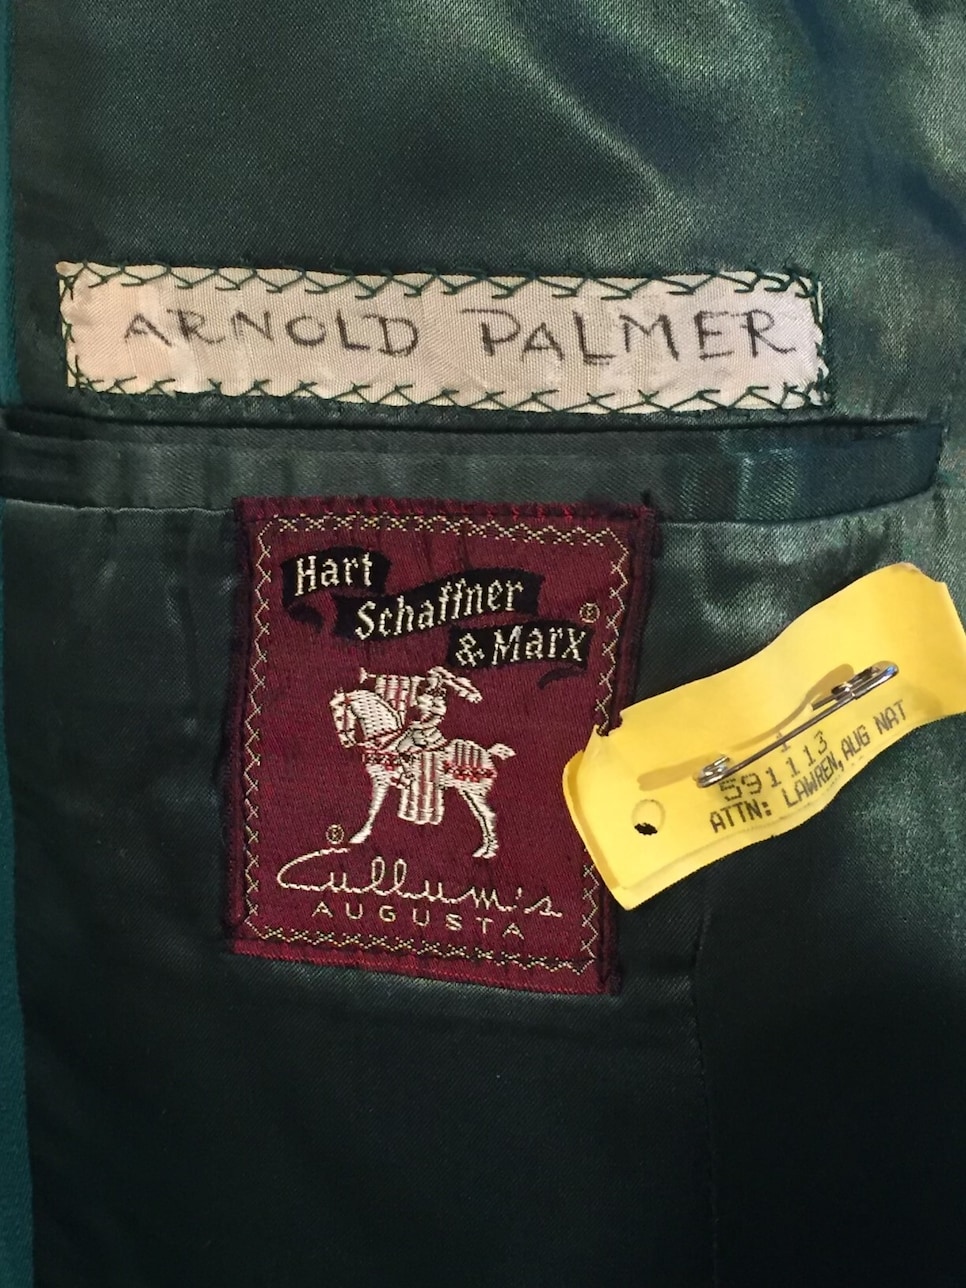 ARNOLD PALMER
Hart
Schaffner
& Marx®
®
Cullum's
AUGUSTA
1
591113
ATTN: LAWREN, AUG NAT